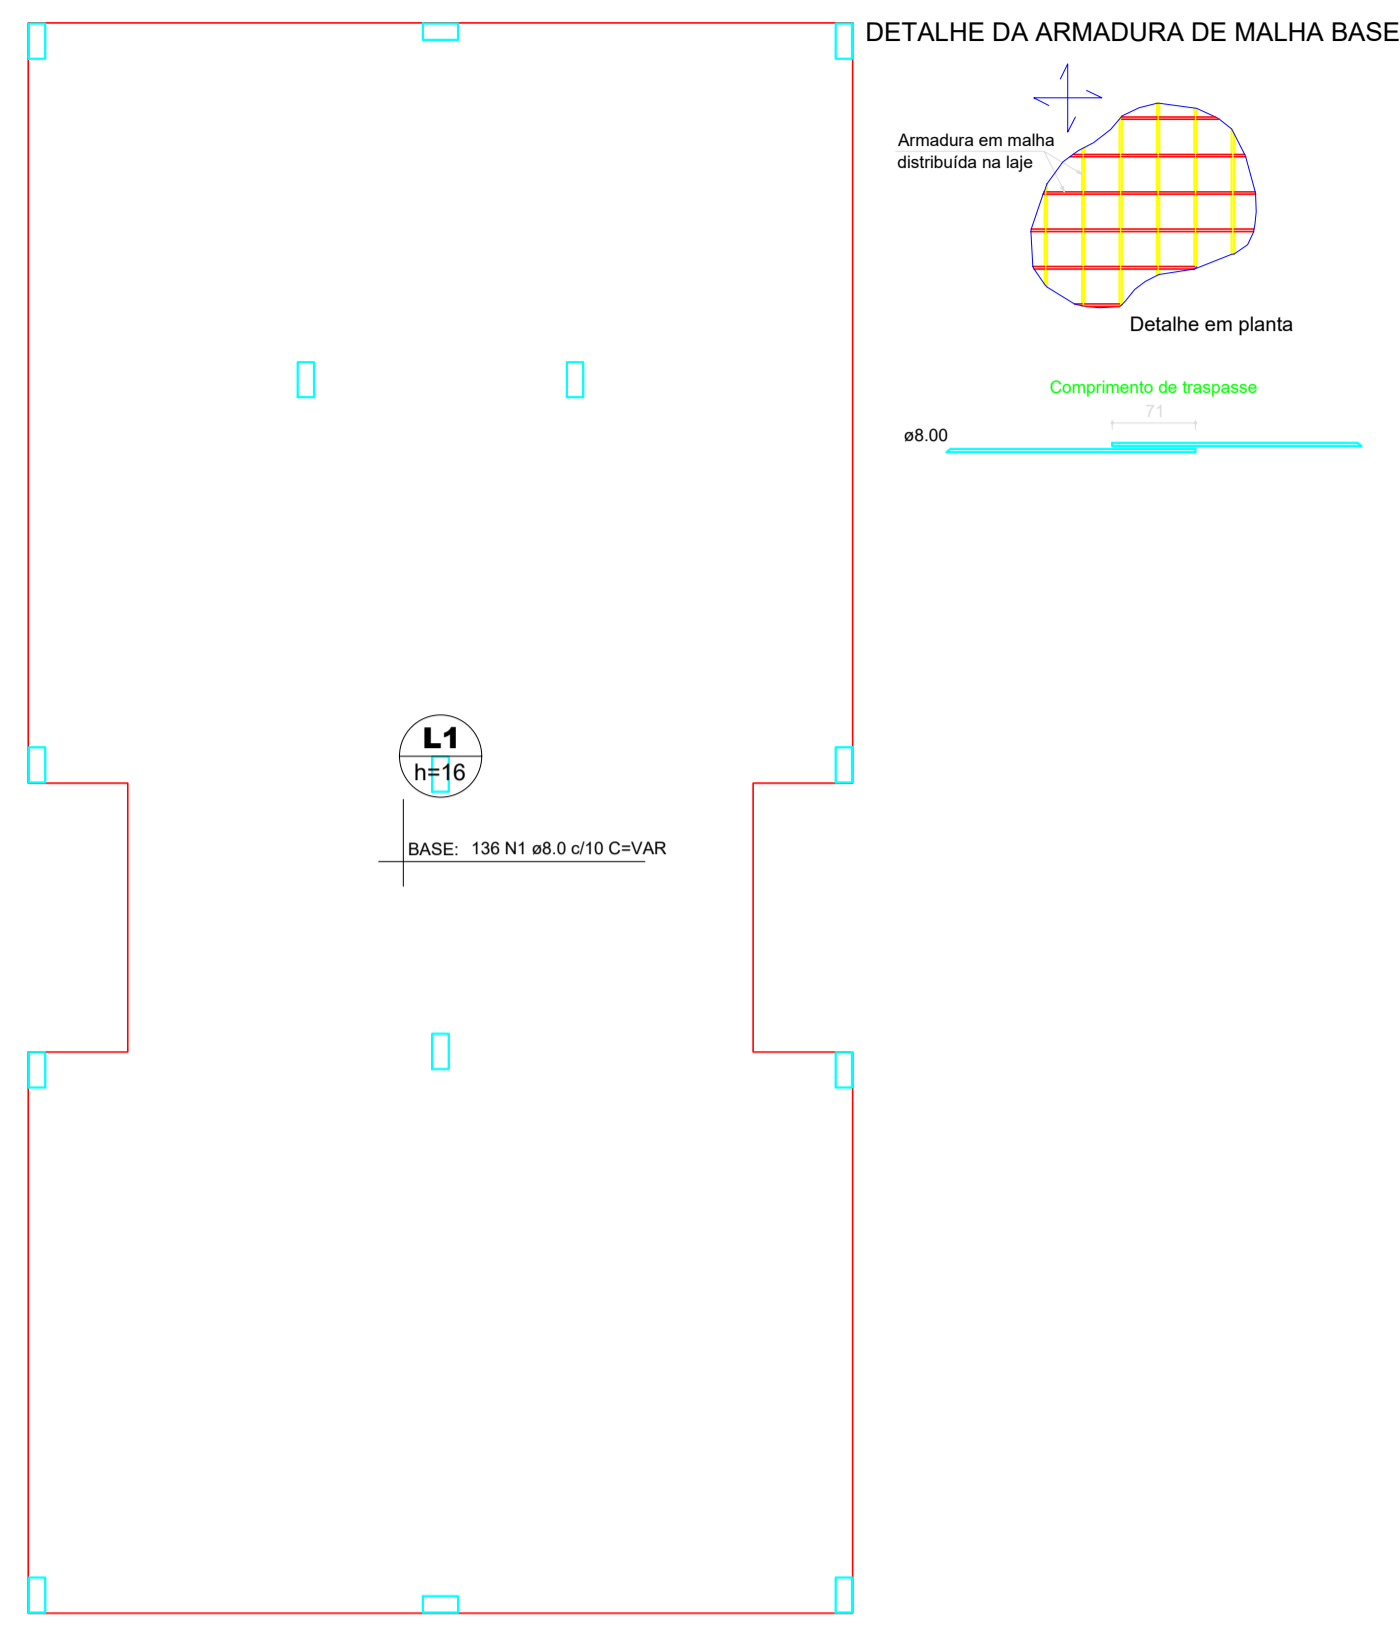 DETALHE DA ARMADURA DE MALHA BASE
Armadura em malha
distribuída na laje
Detalhe em planta
Comprimento de traspasse
71
ø8.00
L1
h=16
BASE: 136 N1 ø8.0 c/10 C=VAR